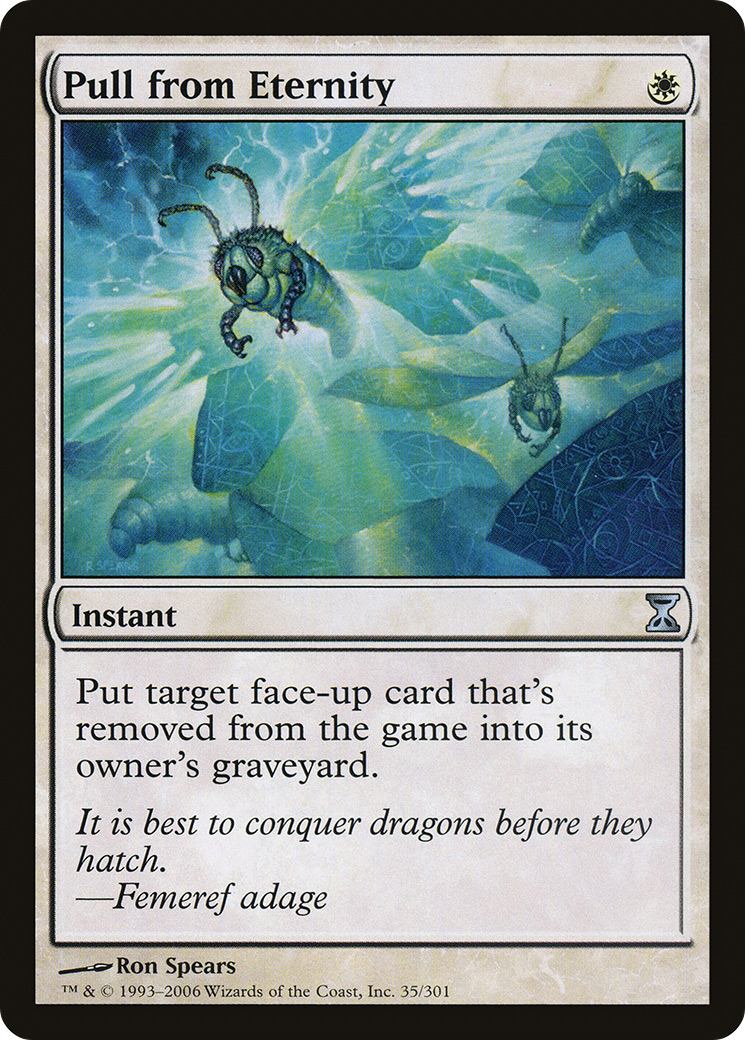 Pull from Eternity
R SPEARS
Instant
Put target face-up card that's
removed from the game into its
owner's graveyard.
It is best to conquer dragons before they
hatch.
—Femeref adage
Ron Spears
™ & © 1993–2006 Wizards of the Coast, Inc. 35/301